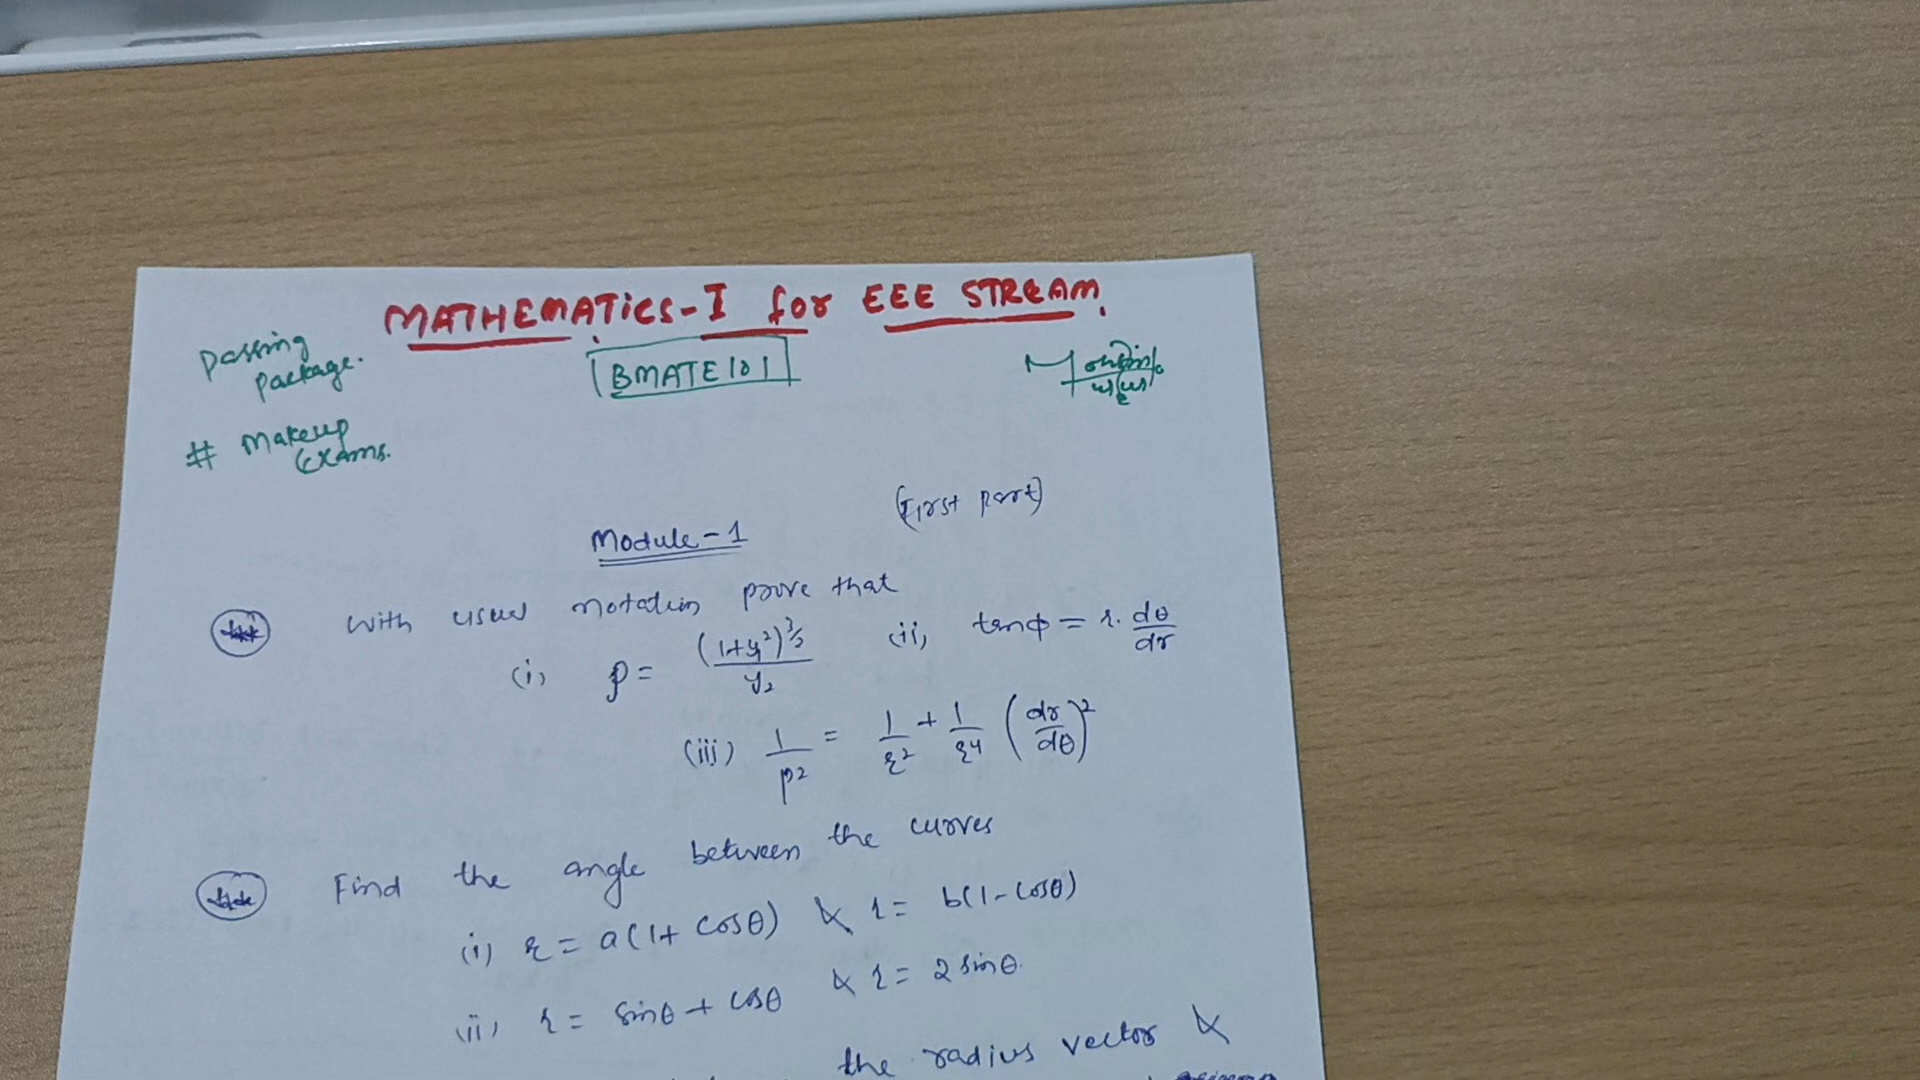 MATHEMATICS-I for EEE STREAM.
Passing
Package.
BMATE101
# Makeup
Exams.
(First part)
Module-1
With usual notation prove that
(i) ρ = (1+y₁²)^3/2 / y₂ (ii) tanφ = r. dθ/dr
(iii) 1/p² = 1/r² + 1/r⁴ (dr/dθ)²
Find the angle between the curves
(i) r = a(1+ cosθ) & r = b(1-cosθ)
(ii) r = sinθ + cosθ & r = 2 sinθ.
the radius vector &